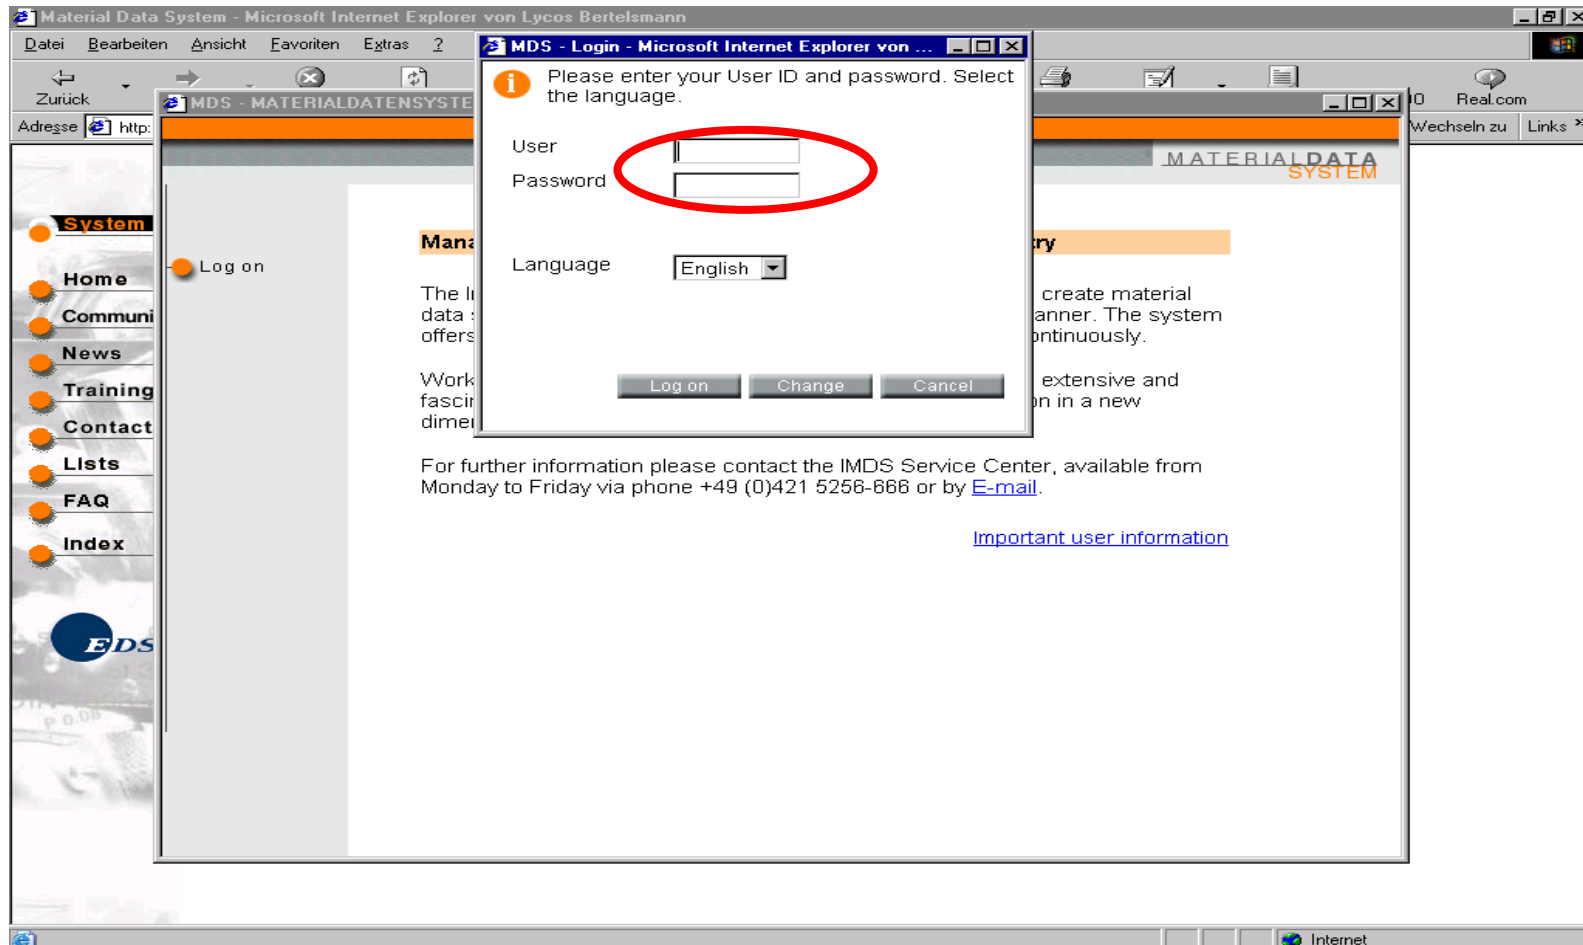 Material Data System - Microsoft Internet Explorer von Lycos Bertelsmann
Datei Bearbeiten Ansicht Favoriten Extras ?
Zurück
Real.com
Adresse http:
Wechseln zu Links
MDS - MATERIALDATENSYSTE
MATERIALDATA
SYSTEM
MDS - Login - Microsoft Internet Explorer von ...
Please enter your User ID and password. Select
the language.
User
Password
Language English
Log on Change Cancel
System
Home
Communi
News
Training
Contact
Lists
FAQ
Index
EDS
Log on
Mana ry
The I create material
data anner. The system
offers ontinuously.
Work extensive and
fascin on in a new
dime
For further information please contact the IMDS Service Center, available from
Monday to Friday via phone +49 (0)421 5256-666 or by E-mail.
Important user information
Internet